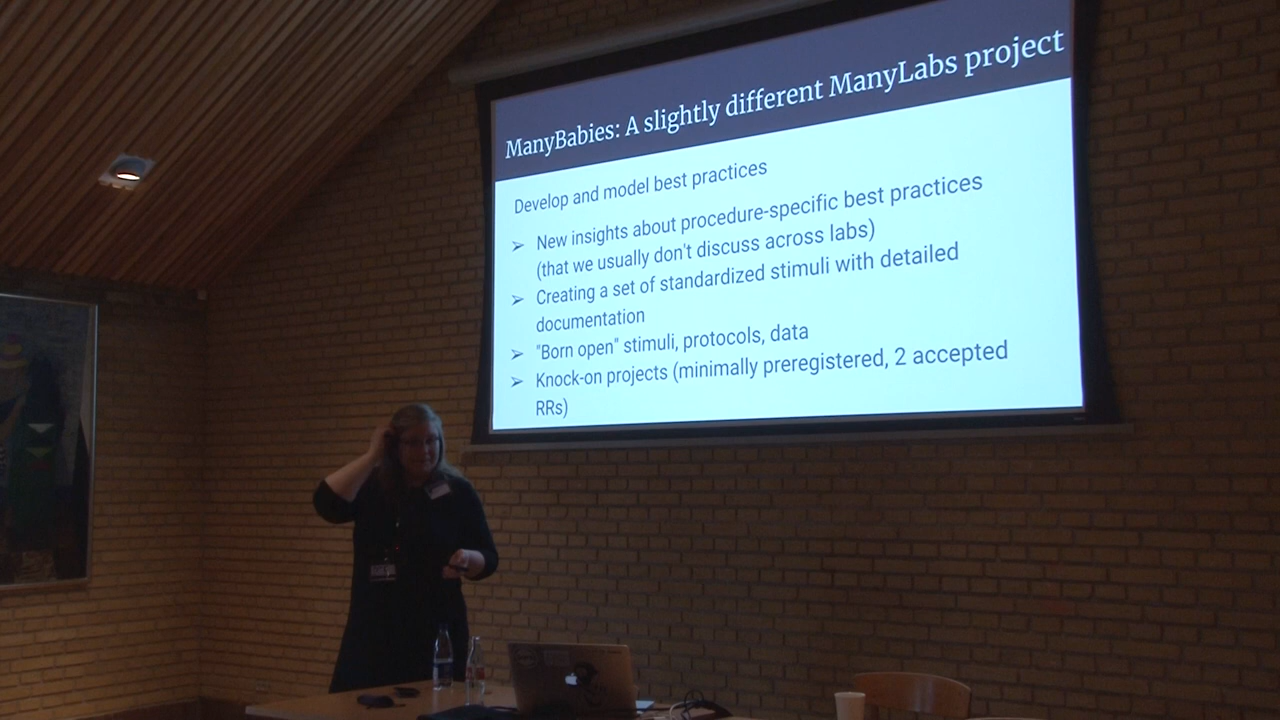 ManyBabies: A slightly different ManyLabs project
Develop and model best practices
➢ New insights about procedure-specific best practices
(that we usually don't discuss across labs)
➢ Creating a set of standardized stimuli with detailed
documentation
➢ "Born open" stimuli, protocols, data
➢ Knock-on projects (minimally preregistered, 2 accepted
RRs)